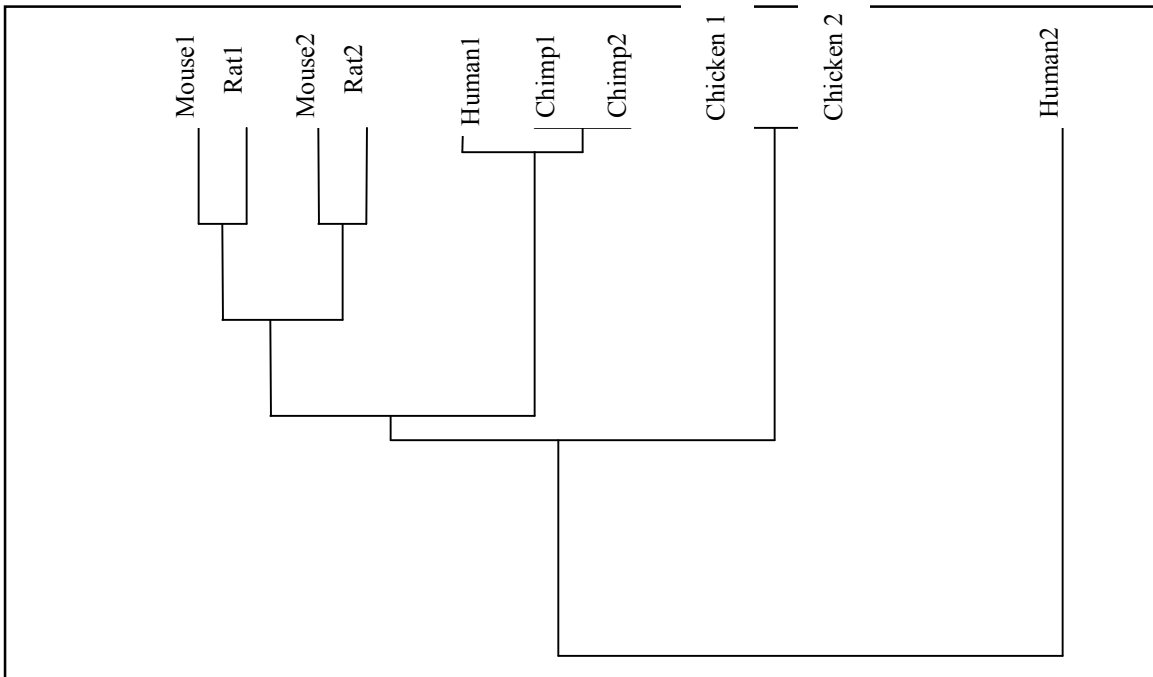 Mouse1
Rat1
Mouse2
Rat2
Human1
Chimp1
Chimp2
Chicken 1
Chicken 2
Human2